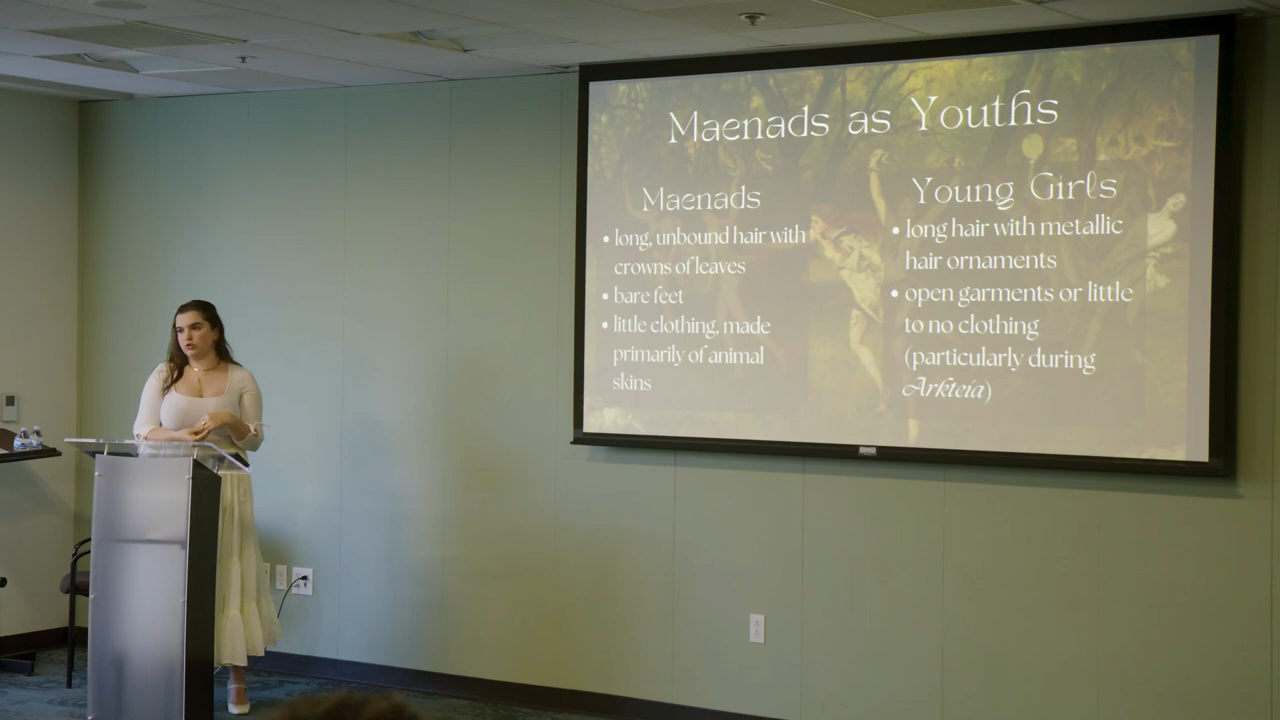 Maenads as Youths
Maenads
• long, unbound hair with
crowns of leaves
• bare feet
• little clothing, made
primarily of animal
skins
Young Girls
• long hair with metallic
hair ornaments
• open garments or little
to no clothing
(particularly during
Arkteia)